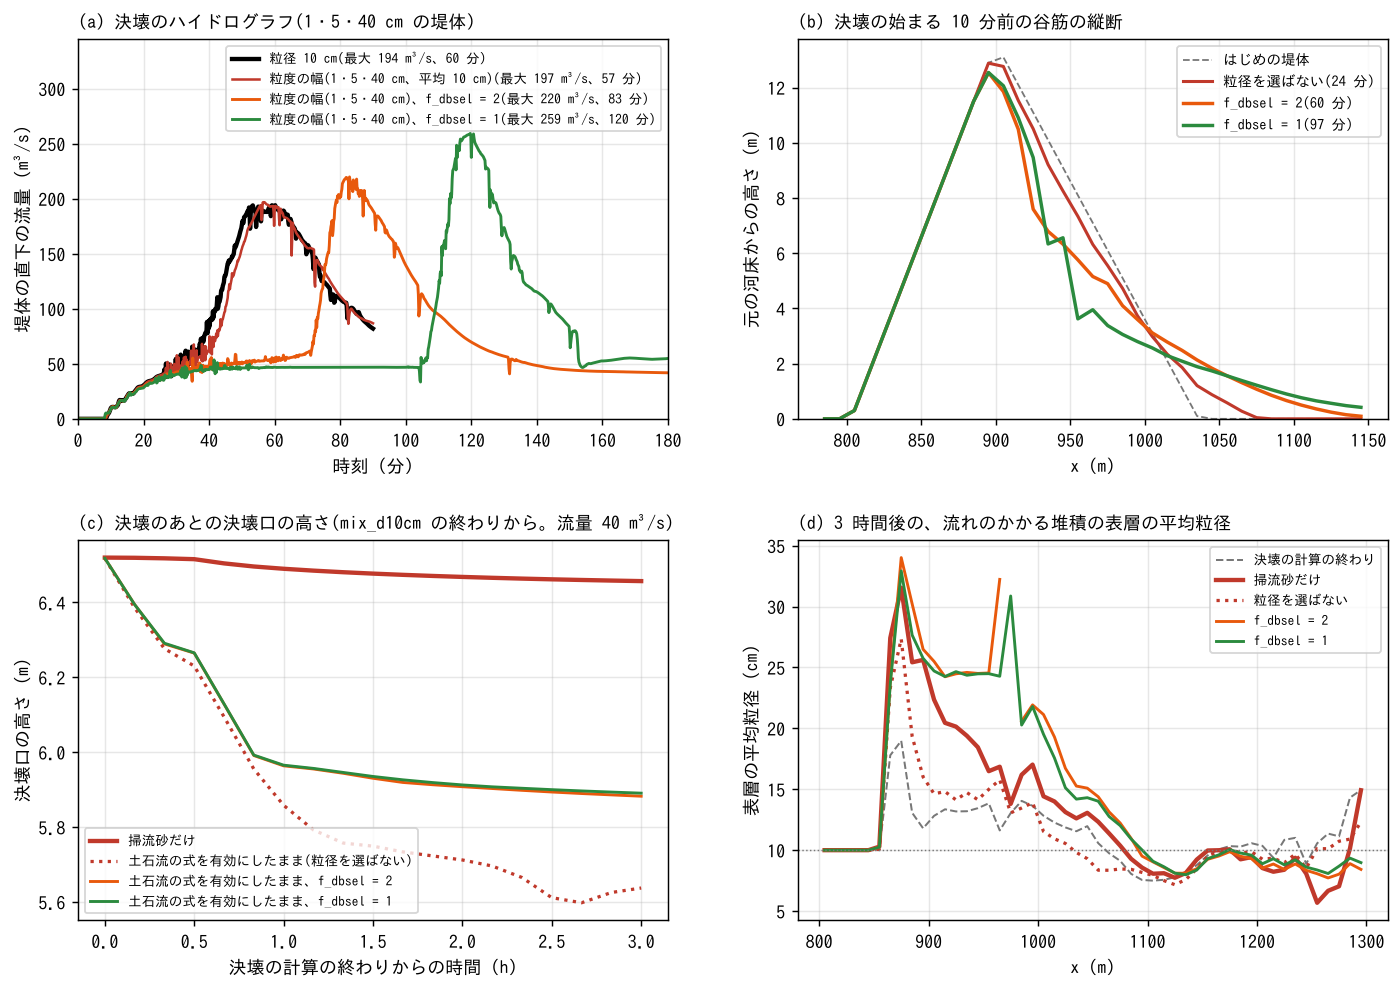 (a) 決壊のハイドログラフ(1・5・40 cm の堤体)
粒径 10 cm(最大 194 m³/s、60 分)
粒度の幅(1・5・40 cm、平均 10 cm)(最大 197 m³/s、57 分)
粒度の幅(1・5・40 cm)、f_dbsel = 2(最大 220 m³/s、83 分)
粒度の幅(1・5・40 cm)、f_dbsel = 1(最大 259 m³/s、120 分)
堤体の直下の流量 (m³/s)
300
250
200
150
100
50
0
0 20 40 60 80 100 120 140 160 180
時刻 (分)
(b) 決壊の始まる 10 分前の谷筋の縦断
はじめの堤体
粒径を選ばない(24 分)
f_dbsel = 2(60 分)
f_dbsel = 1(97 分)
元の河床からの高さ (m)
12
10
8
6
4
2
0
800 850 900 950 1000 1050 1100 1150
x (m)
(c) 決壊のあとの決壊口の高さ(mix_d10cm の終わりから。流量 40 m³/s)
決壊口の高さ (m)
6.4
6.2
6.0
5.8
5.6
掃流砂だけ
土石流の式を有効にしたまま(粒径を選ばない)
土石流の式を有効にしたまま、f_dbsel = 2
土石流の式を有効にしたまま、f_dbsel = 1
0.0 0.5 1.0 1.5 2.0 2.5 3.0
決壊の計算の終わりからの時間 (h)
(d) 3 時間後の、流れのかかる堆積の表層の平均粒径
決壊の計算の終わり
掃流砂だけ
粒径を選ばない
f_dbsel = 2
f_dbsel = 1
表層の平均粒径 (cm)
35
30
25
20
15
10
5
800 900 1000 1100 1200 1300
x (m)